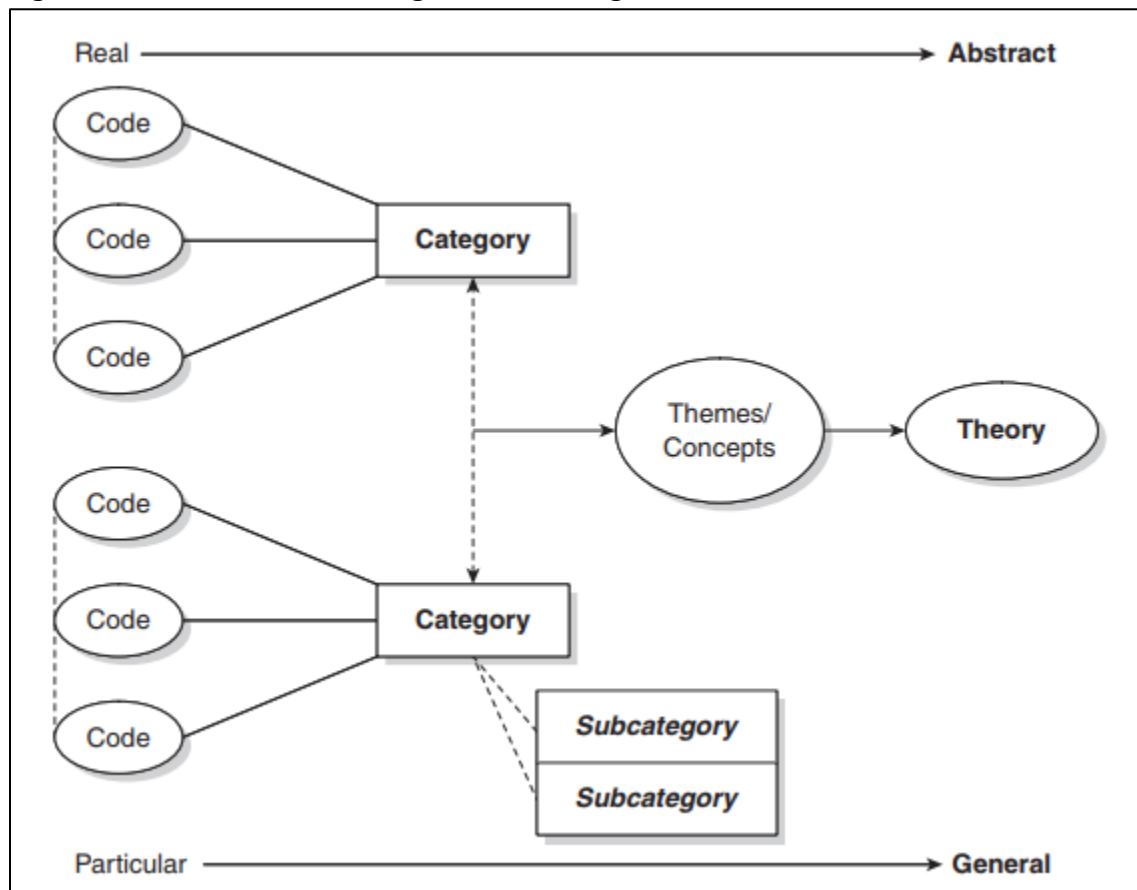 Real
Abstract
Code
Code
Category
Code
Themes/
Concepts
Theory
Code
Code
Category
Code
Subcategory
Subcategory
Particular
General